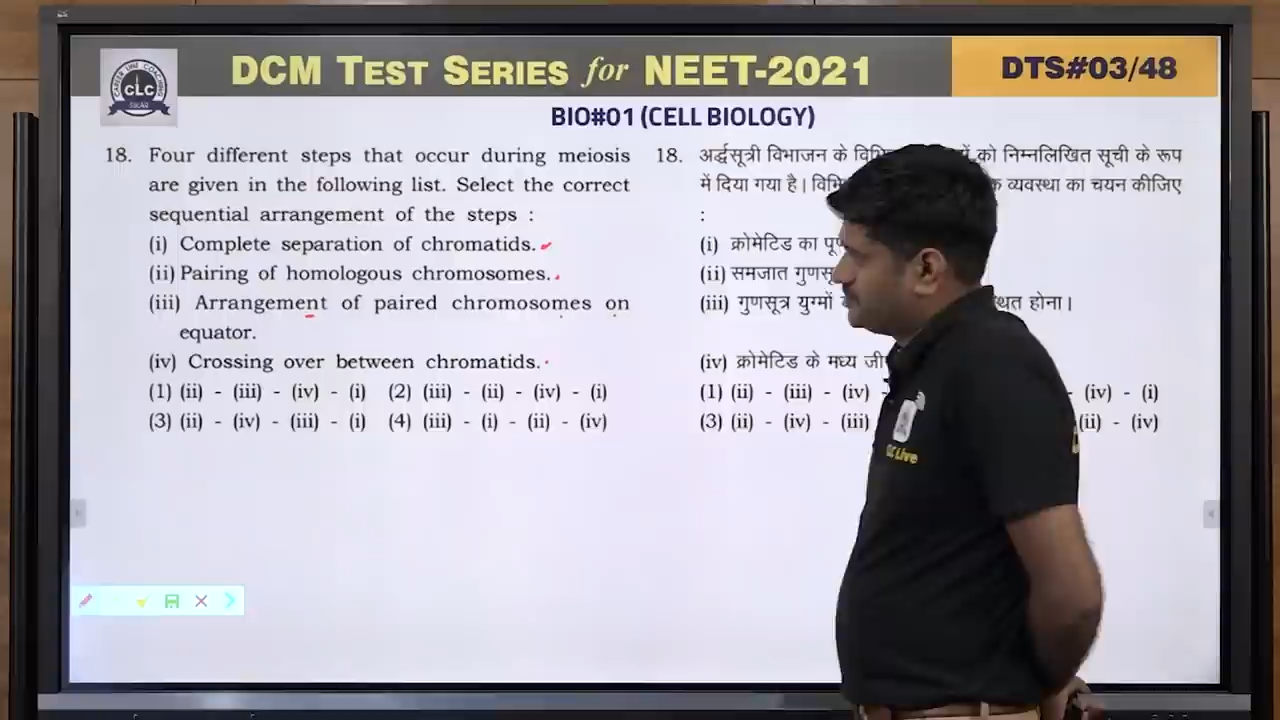 DCM TEST SERIES for NEET-2021
DTS#03/48
CLC
SIKAR
BIO#01 (CELL BIOLOGY)
18. Four different steps that occur during meiosis
are given in the following list. Select the correct
sequential arrangement of the steps :
(i) Complete separation of chromatids.
(ii) Pairing of homologous chromosomes.
(iii) Arrangement of paired chromosomes on
equator.
(iv) Crossing over between chromatids.
(1) (ii) - (iii) - (iv) - (i) (2) (iii) - (ii) - (iv) - (i)
(3) (ii) - (iv) - (iii) - (i) (4) (iii) - (i) - (ii) - (iv)
18. अर्द्धसूत्री विभाजन के को निम्नलिखित सूची के रूप
में दिया गया है। व्यवस्था का चयन कीजिए
:
(i) क्रोमेटिड का
(ii) समजात
(iii) गुणसूत्र युग्मों होना।
(iv) क्रोमेटिड के मध्य
(1) (ii) - (iii) - (iv) - (iv) - (i)
(3) (ii) - (iv) - (iii) (ii) - (iv)
Live